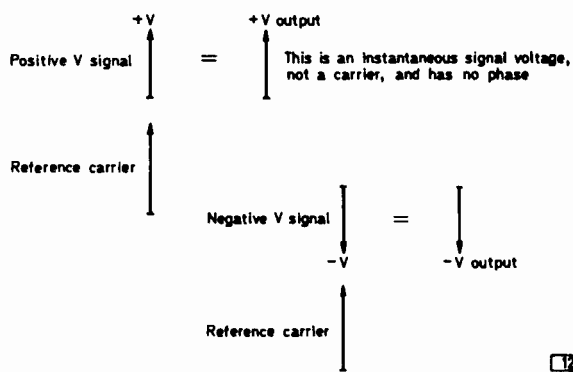 +V
+V output
Positive V signal
=
This is an instantaneous signal voltage,
not a carrier, and has no phase
Reference carrier
Negative V signal
=
-V
-V output
Reference carrier
12